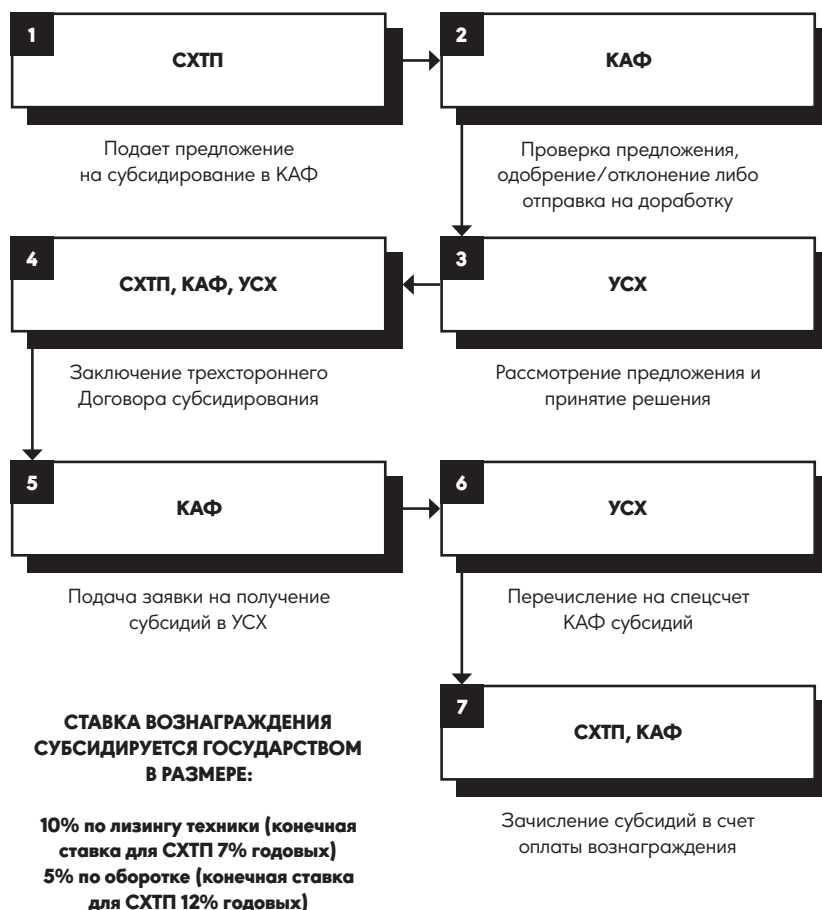 1
СХТП
Подает предложение
на субсидирование в КАФ
2
КАФ
Проверка предложения,
одобрение/отклонение либо
отправка на доработку
3
УСХ
Рассмотрение предложения и
принятие решения
4
СХТП, КАФ, УСХ
Заключение трехстороннего
Договора субсидирования
5
КАФ
Подача заявки на получение
субсидий в УСХ
6
УСХ
Перечисление на спецсчет
КАФ субсидий
7
СХТП, КАФ
Зачисление субсидий в счет
оплаты вознаграждения
СТАВКА ВОЗНАГРАЖДЕНИЯ
СУБСИДИРУЕТСЯ ГОСУДАРСТВОМ
В РАЗМЕРЕ:
10% по лизингу техники (конечная
ставка для СХТП 7% годовых)
5% по оборотке (конечная ставка
для СХТП 12% годовых)